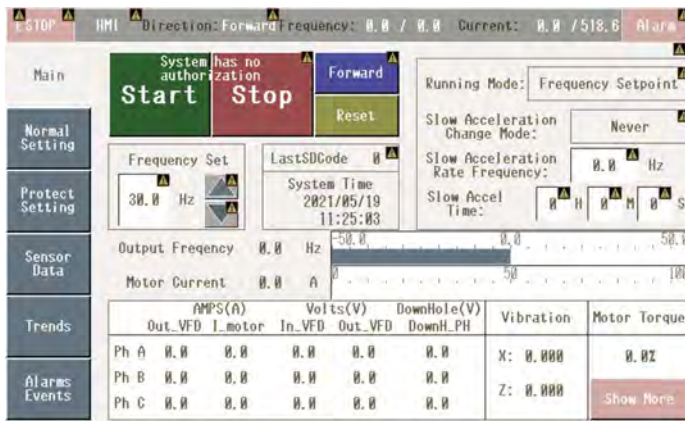 ESTOP HMI Direction: Forward Frequency: 0.0 / 0.0 Current: 0.0 / 518.6 Alarm
Main
Normal
Setting
Protect
Setting
Sensor
Data
Trends
Alarms
Events
System has no
authorization
Start Stop
Forward
Reset
Running Mode: Frequency Setpoint
Slow Acceleration
Change Mode: Never
Slow Acceleration
Rate Frequency: 0.0 Hz
Slow Accel
Time: 0 H 0 M 0 S
Frequency Set
30.0 Hz
LastSDCode 0
System Time
2021/05/19
11:25:03
Output Freqency 0.0 Hz
-50.0 0.0 50.
Motor Current 0.0 A
0 50 100
AMPS(A) Volts(V) DownHole(V)
Out_VFD I_motor In_VFD Out_VFD DownH_PH
Ph A 0.0 0.0 0.0 0.0 0.0
Ph B 0.0 0.0 0.0 0.0 0.0
Ph C 0.0 0.0 0.0 0.0 0.0
Vibration
X: 0.000
Z: 0.000
Motor Torque
0.0%
Show More